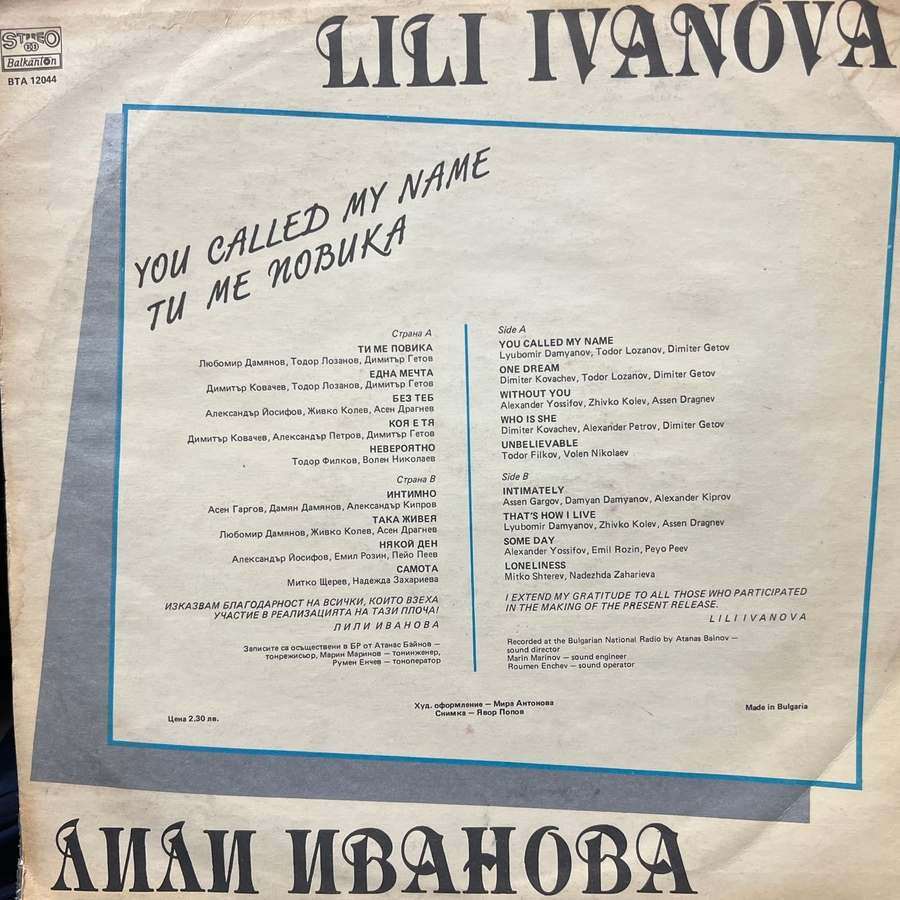 STEREO
Balkanton
BTA 12044
LILI IVANOVA
YOU CALLED MY NAME
ТИ МЕ ПОВИКА
Страна А
ТИ МЕ ПОВИКА
Любомир Дамянов, Тодор Лозанов, Димитър Гетов
ЕДНА МЕЧТА
Димитър Ковачев, Тодор Лозанов, Димитър Гетов
БЕЗ ТЕБ
Александър Йосифов, Живко Колев, Асен Драгнев
КОЯ Е ТЯ
Димитър Ковачев, Александър Петров, Димитър Гетов
НЕВЕРОЯТНО
Тодор Филков, Волен Николаев
Страна В
ИНТИМНО
Асен Гаргов, Дамян Дамянов, Александър Кипров
ТАКА ЖИВЕЯ
Любомир Дамянов, Живко Колев, Асен Драгнев
НЯКОЙ ДЕН
Александър Йосифов, Емил Розин, Пейо Пеев
САМОТА
Митко Щерев, Надежда Захариева
ИЗКАЗВАМ БЛАГОДАРНОСТ НА ВСИЧКИ, КОИТО ВЗЕХА
УЧАСТИЕ В РЕАЛИЗАЦИЯТА НА ТАЗИ ПЛОЧА!
ЛИЛИ ИВАНОВА
Записите са осъществени в БР от Атанас Байнов —
тонрежисьор, Марин Маринов — тонинженер,
Румен Енчев — тоноператор
Side A
YOU CALLED MY NAME
Lyubomir Damyanov, Todor Lozanov, Dimiter Getov
ONE DREAM
Dimiter Kovachev, Todor Lozanov, Dimiter Getov
WITHOUT YOU
Alexander Yossifov, Zhivko Kolev, Assen Dragnev
WHO IS SHE
Dimiter Kovachev, Alexander Petrov, Dimiter Getov
UNBELIEVABLE
Todor Filkov, Volen Nikolaev
Side B
INTIMATELY
Assen Gargov, Damyan Damyanov, Alexander Kiprov
THAT'S HOW I LIVE
Lyubomir Damyanov, Zhivko Kolev, Assen Dragnev
SOME DAY
Alexander Yossifov, Emil Rozin, Peyo Peev
LONELINESS
Mitko Shterev, Nadezhda Zaharieva
I EXTEND MY GRATITUDE TO ALL THOSE WHO PARTICIPATED
IN THE MAKING OF THE PRESENT RELEASE.
LILI IVANOVA
Recorded at the Bulgarian National Radio by Atanas Bainov —
sound director
Marin Marinov — sound engineer
Roumen Enchev — sound operator
Худ. оформление — Мира Антонова
Снимка — Явор Попов
Цена 2,30 лв.
Made in Bulgaria
ЛИЛИ ИВАНОВА